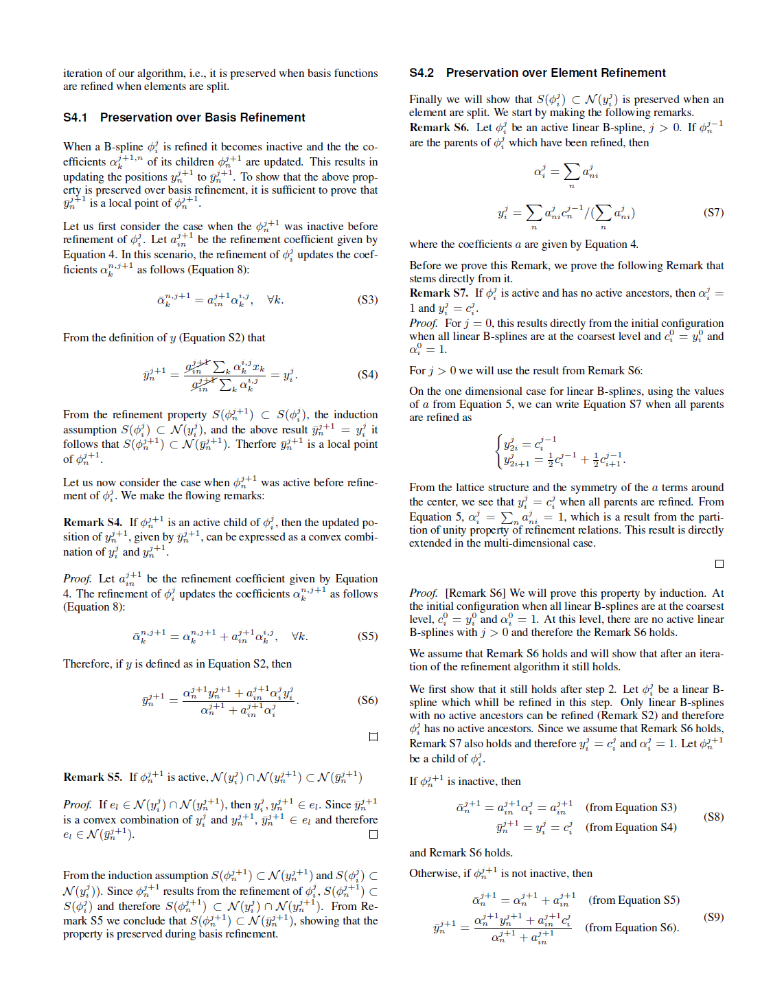 iteration of our algorithm, i.e., it is preserved when basis functions
are refined when elements are split.
S4.1 Preservation over Basis Refinement
When a B-spline $\phi_i^j$ is refined it becomes inactive and the the co-
efficients $\alpha_k^{j+1,n}$ of its children $\phi_n^{j+1}$ are updated. This results in
updating the positions $y_n^{j+1}$ to $\bar{y}_n^{j+1}$. To show that the above prop-
erty is preserved over basis refinement, it is sufficient to prove that
$\bar{y}_n^{j+1}$ is a local point of $\phi_n^{j+1}$.
Let us first consider the case when the $\phi_n^{j+1}$ was inactive before
refinement of $\phi_i^j$. Let $a_{in}^{j+1}$ be the refinement coefficient given by
Equation 4. In this scenario, the refinement of $\phi_i^j$ updates the coef-
ficients $\alpha_k^{n,j+1}$ as follows (Equation 8):
$\bar{\alpha}_k^{n,j+1} = a_{in}^{j+1} \alpha_k^{i,j}, \quad \forall k.$ (S3)
From the definition of $y$ (Equation S2) that
$\bar{y}_n^{j+1} = \frac{\cancel{a_{in}^{j+1}} \sum_k \alpha_k^{i,j} x_k}{\cancel{a_{in}^{j+1}} \sum_k \alpha_k^{i,j}} = y_i^j.$ (S4)
From the refinement property $S(\phi_n^{j+1}) \subset S(\phi_i^j)$, the induction
assumption $S(\phi_i^j) \subset \mathcal{N}(y_i^j)$, and the above result $\bar{y}_n^{j+1} = y_i^j$ it
follows that $S(\phi_n^{j+1}) \subset \mathcal{N}(\bar{y}_n^{j+1})$. Therfore $\bar{y}_n^{j+1}$ is a local point
of $\phi_n^{j+1}$.
Let us now consider the case when $\phi_n^{j+1}$ was active before refine-
ment of $\phi_i^j$. We make the flowing remarks:
Remark S4. If $\phi_n^{j+1}$ is an active child of $\phi_i^j$, then the updated po-
sition of $y_n^{j+1}$, given by $\bar{y}_n^{j+1}$, can be expressed as a convex combi-
nation of $y_i^j$ and $y_n^{j+1}$.
Proof. Let $a_{in}^{j+1}$ be the refinement coefficient given by Equation
4. The refinement of $\phi_i^j$ updates the coefficients $\alpha_k^{n,j+1}$ as follows
(Equation 8):
$\bar{\alpha}_k^{n,j+1} = \alpha_k^{n,j+1} + a_{in}^{j+1} \alpha_k^{i,j}, \quad \forall k.$ (S5)
Therefore, if $y$ is defined as in Equation S2, then
$\bar{y}_n^{j+1} = \frac{\alpha_n^{j+1} y_n^{j+1} + a_{in}^{j+1} \alpha_i^j y_i^j}{\alpha_n^{j+1} + a_{in}^{j+1} \alpha_i^j}.$ (S6)
□
Remark S5. If $\phi_n^{j+1}$ is active, $\mathcal{N}(y_i^j) \cap \mathcal{N}(y_n^{j+1}) \subset \mathcal{N}(\bar{y}_n^{j+1})$
Proof. If $e_l \in \mathcal{N}(y_i^j) \cap \mathcal{N}(y_n^{j+1})$, then $y_i^j, y_n^{j+1} \in e_l$. Since $\bar{y}_n^{j+1}$
is a convex combination of $y_i^j$ and $y_n^{j+1}$, $\bar{y}_n^{j+1} \in e_l$ and therefore
$e_l \in \mathcal{N}(\bar{y}_n^{j+1})$. □
From the induction assumption $S(\phi_n^{j+1}) \subset \mathcal{N}(y_n^{j+1})$ and $S(\phi_i^j) \subset$
$\mathcal{N}(y_i^j))$. Since $\phi_n^{j+1}$ results from the refinement of $\phi_i^j$, $S(\phi_n^{j+1}) \subset$
$S(\phi_i^j)$ and therefore $S(\phi_n^{j+1}) \subset \mathcal{N}(y_i^j) \cap \mathcal{N}(y_n^{j+1})$. From Re-
mark S5 we conclude that $S(\phi_n^{j+1}) \subset \mathcal{N}(\bar{y}_n^{j+1})$, showing that the
property is preserved during basis refinement.
S4.2 Preservation over Element Refinement
Finally we will show that $S(\phi_i^j) \subset \mathcal{N}(y_i^j)$ is preserved when an
element are split. We start by making the following remarks.
Remark S6. Let $\phi_i^j$ be an active linear B-spline, $j > 0$. If $\phi_n^{j-1}$
are the parents of $\phi_i^j$ which have been refined, then
$\alpha_i^j = \sum_n a_{ni}^j$
$y_i^j = \sum_n a_{ni}^j c_n^{j-1} / (\sum_n a_{ni}^j)$ (S7)
where the coefficients $a$ are given by Equation 4.
Before we prove this Remark, we prove the following Remark that
stems directly from it.
Remark S7. If $\phi_i^j$ is active and has no active ancestors, then $\alpha_i^j =$
$1$ and $y_i^j = c_i^j$.
Proof. For $j = 0$, this results directly from the initial configuration
when all linear B-splines are at the coarsest level and $c_i^0 = y_i^0$ and
$\alpha_i^0 = 1$.
For $j > 0$ we will use the result from Remark S6:
On the one dimensional case for linear B-splines, using the values
of $a$ from Equation 5, we can write Equation S7 when all parents
are refined as
$\begin{cases} y_{2i}^j = c_i^{j-1} \\ y_{2i+1}^j = \frac{1}{2} c_i^{j-1} + \frac{1}{2} c_{i+1}^{j-1}. \end{cases}$
From the lattice structure and the symmetry of the $a$ terms around
the center, we see that $y_i^j = c_i^j$ when all parents are refined. From
Equation 5, $\alpha_i^j = \sum_n a_{ni}^j = 1$, which is a result from the parti-
tion of unity property of refinement relations. This result is directly
extended in the multi-dimensional case.
□
Proof. [Remark S6] We will prove this property by induction. At
the initial configuration when all linear B-splines are at the coarsest
level, $c_i^0 = y_i^0$ and $\alpha_i^0 = 1$. At this level, there are no active linear
B-splines with $j > 0$ and therefore the Remark S6 holds.
We assume that Remark S6 holds and will show that after an itera-
tion of the refinement algorithm it still holds.
We first show that it still holds after step 2. Let $\phi_i^j$ be a linear B-
spline which whill be refined in this step. Only linear B-splines
with no active ancestors can be refined (Remark S2) and therefore
$\phi_i^j$ has no active ancestors. Since we assume that Remark S6 holds,
Remark S7 also holds and therefore $y_i^j = c_i^j$ and $\alpha_i^j = 1$. Let $\phi_n^{j+1}$
be a child of $\phi_i^j$.
If $\phi_n^{j+1}$ is inactive, then
$\bar{\alpha}_n^{j+1} = a_{in}^{j+1} \alpha_i^j = a_{in}^{j+1}$ (from Equation S3)
$\bar{y}_n^{j+1} = y_i^j = c_i^j$ (from Equation S4) (S8)
and Remark S6 holds.
Otherwise, if $\phi_n^{j+1}$ is not inactive, then
$\bar{\alpha}_n^{j+1} = \alpha_n^{j+1} + a_{in}^{j+1}$ (from Equation S5)
$\bar{y}_n^{j+1} = \frac{\alpha_n^{j+1} y_n^{j+1} + a_{in}^{j+1} c_i^j}{\alpha_n^{j+1} + a_{in}^{j+1}}$ (from Equation S6). (S9)